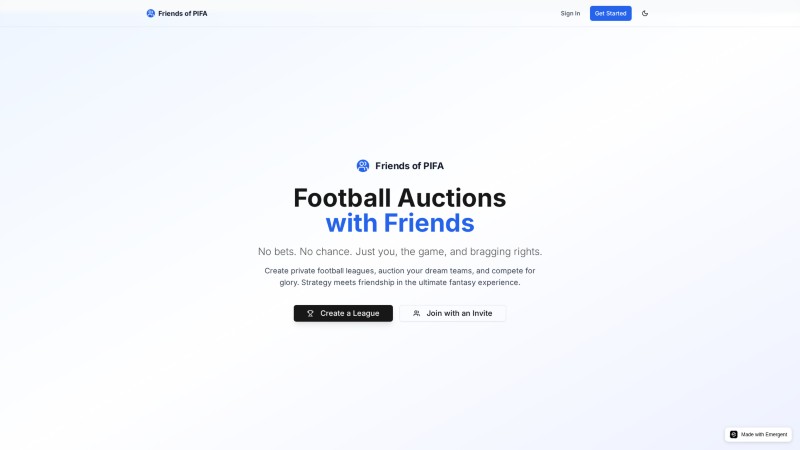 Friends of PIFA
Sign In
Get Started
Friends of PIFA
Football Auctions
with Friends
No bets. No chance. Just you, the game, and bragging rights.
Create private football leagues, auction your dream teams, and compete for
glory. Strategy meets friendship in the ultimate fantasy experience.
Create a League
Join with an Invite
Made with Emergent